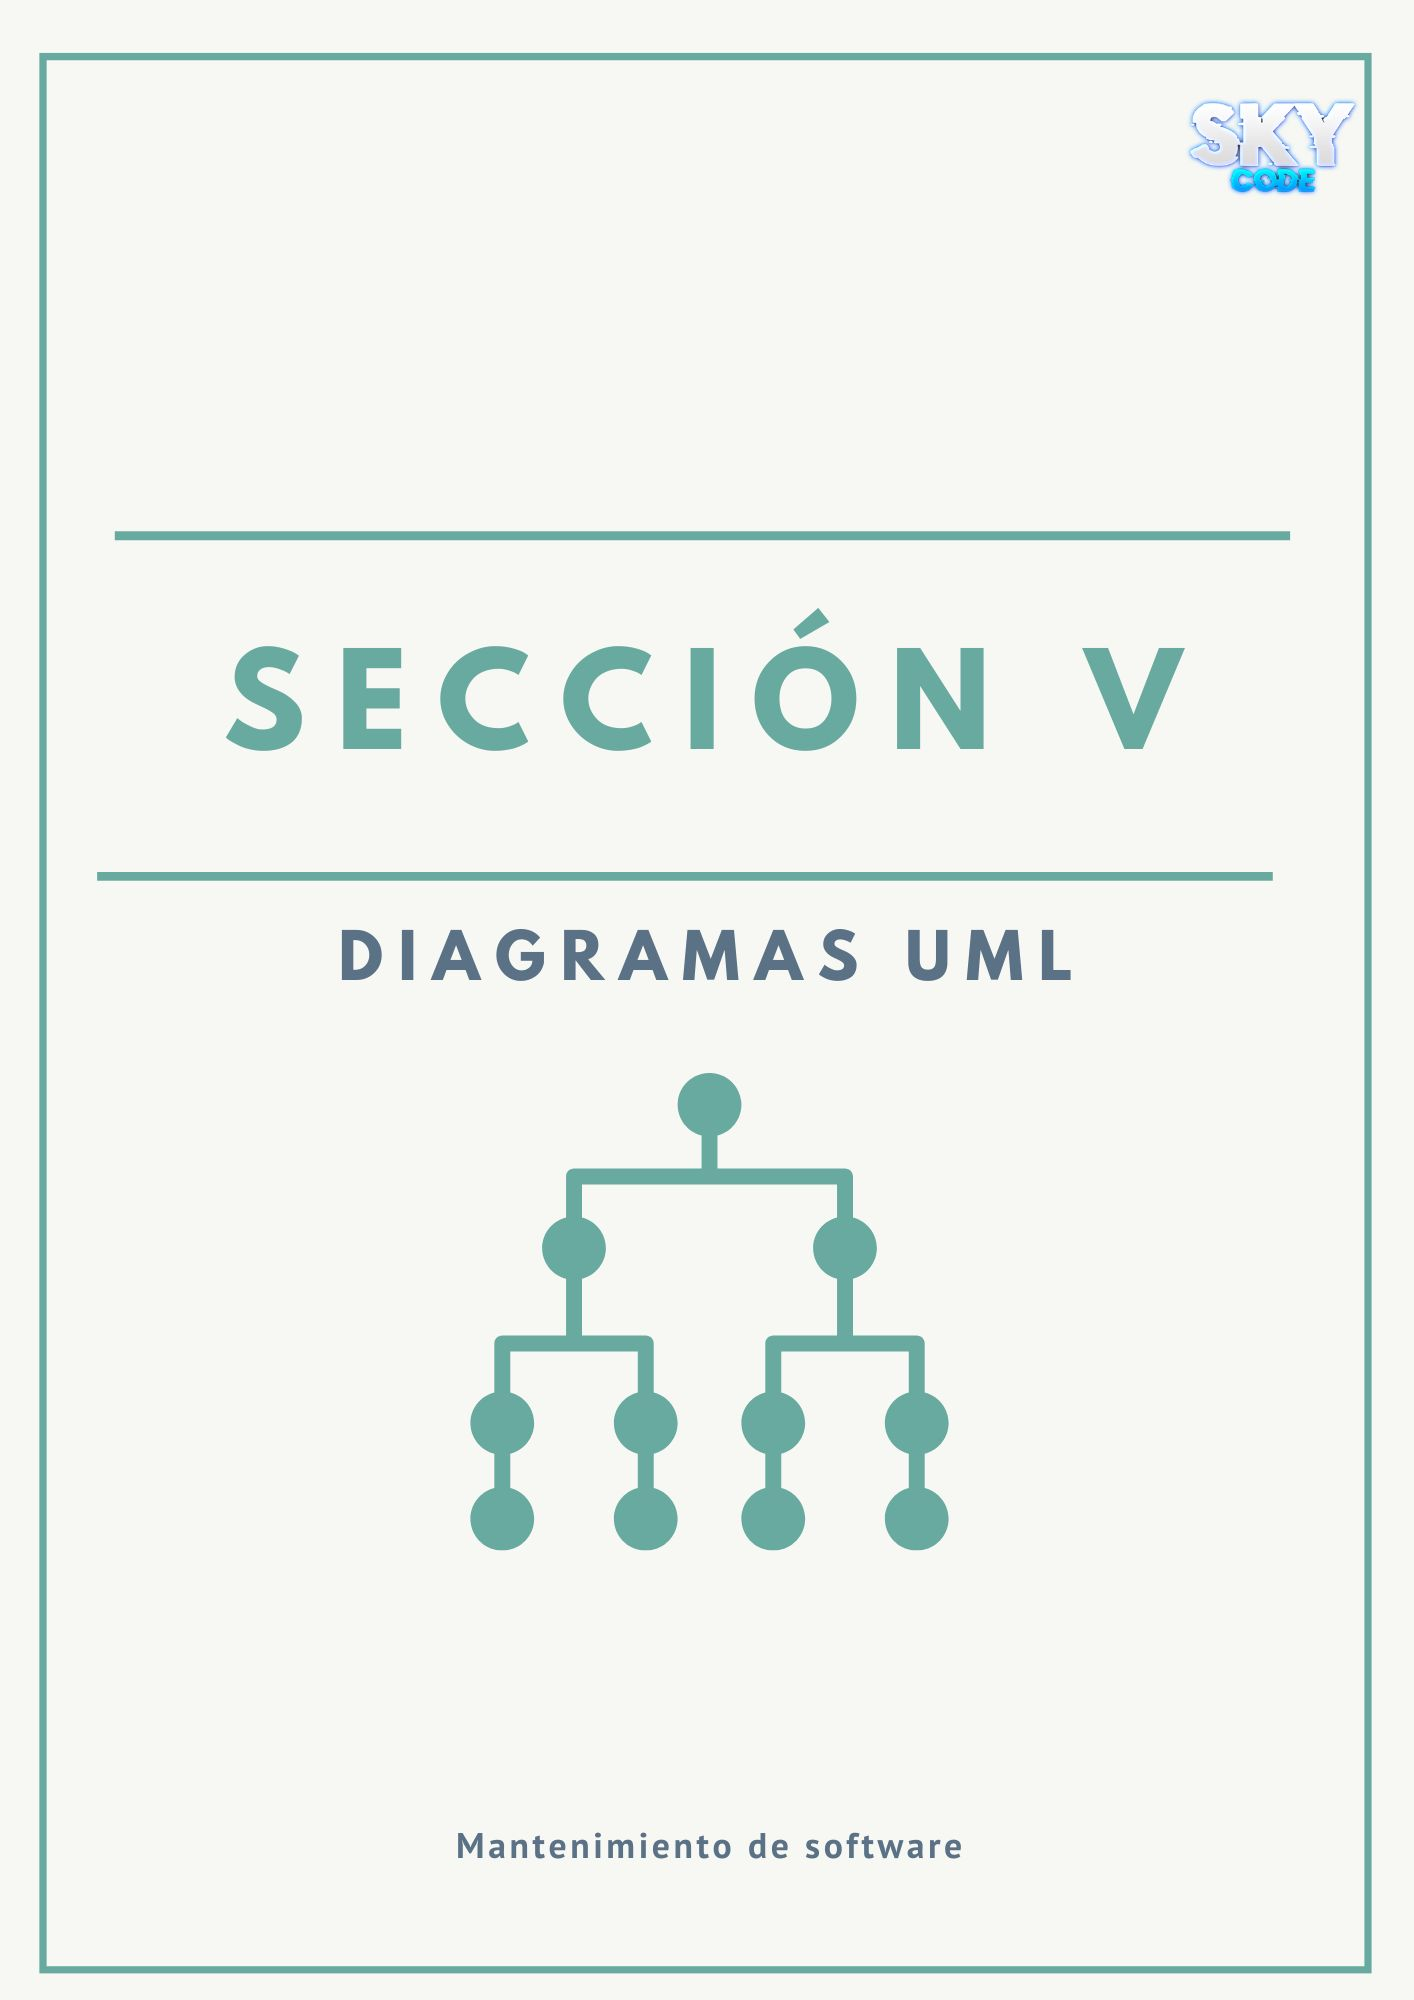 SKY
CODE
SECCIÓN V
DIAGRAMAS UML
Mantenimiento de software